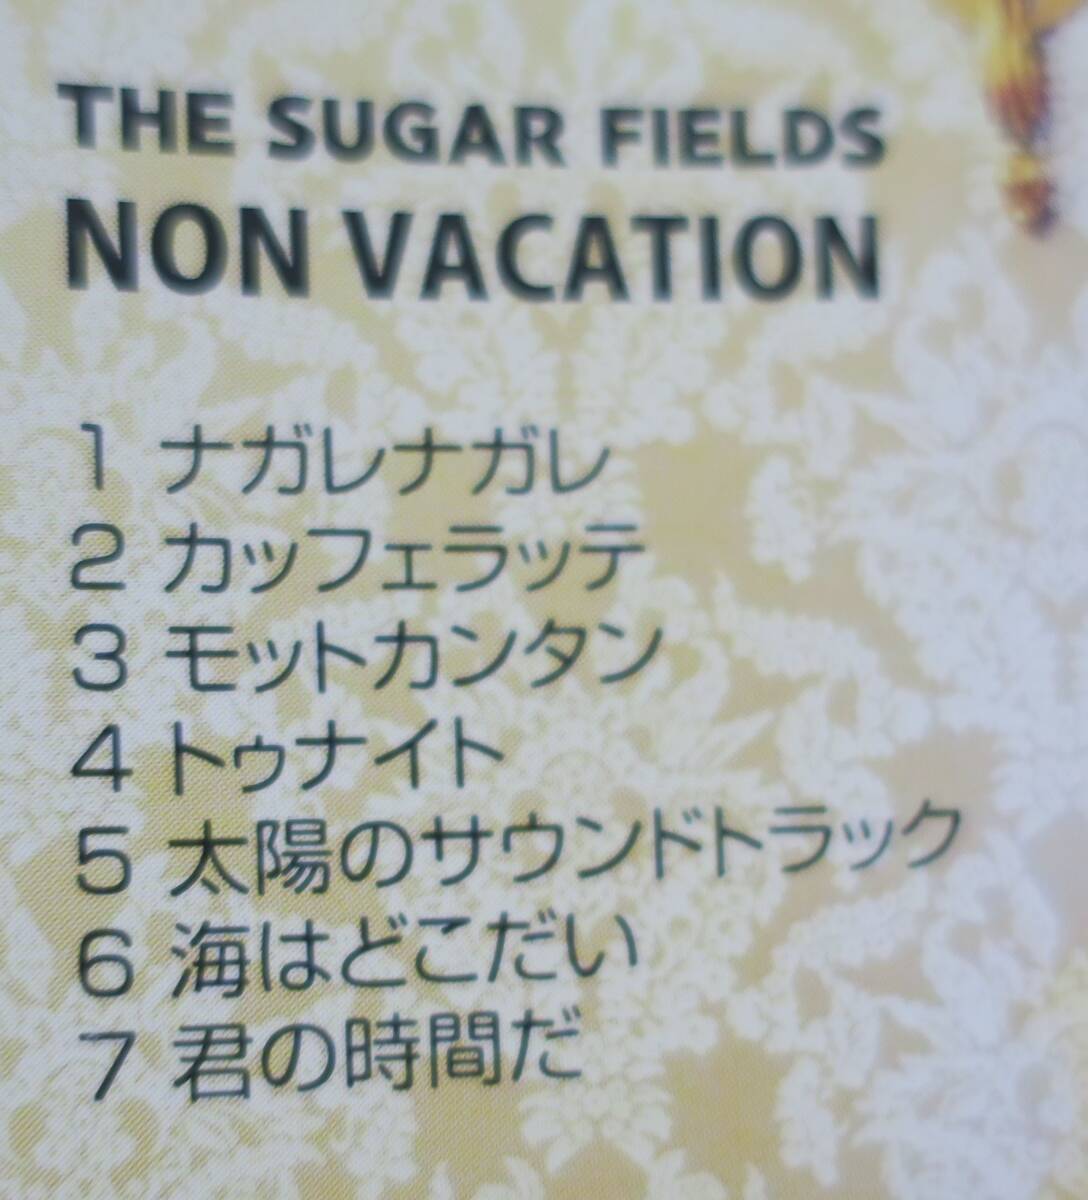 THE SUGAR FIELDS
NON VACATION
1 ナガレナガレ
2 カッフェラッテ
3 モットカンタン
4 トゥナイト
5 太陽のサウンドトラック
6 海はどこだい
7 君の時間だ